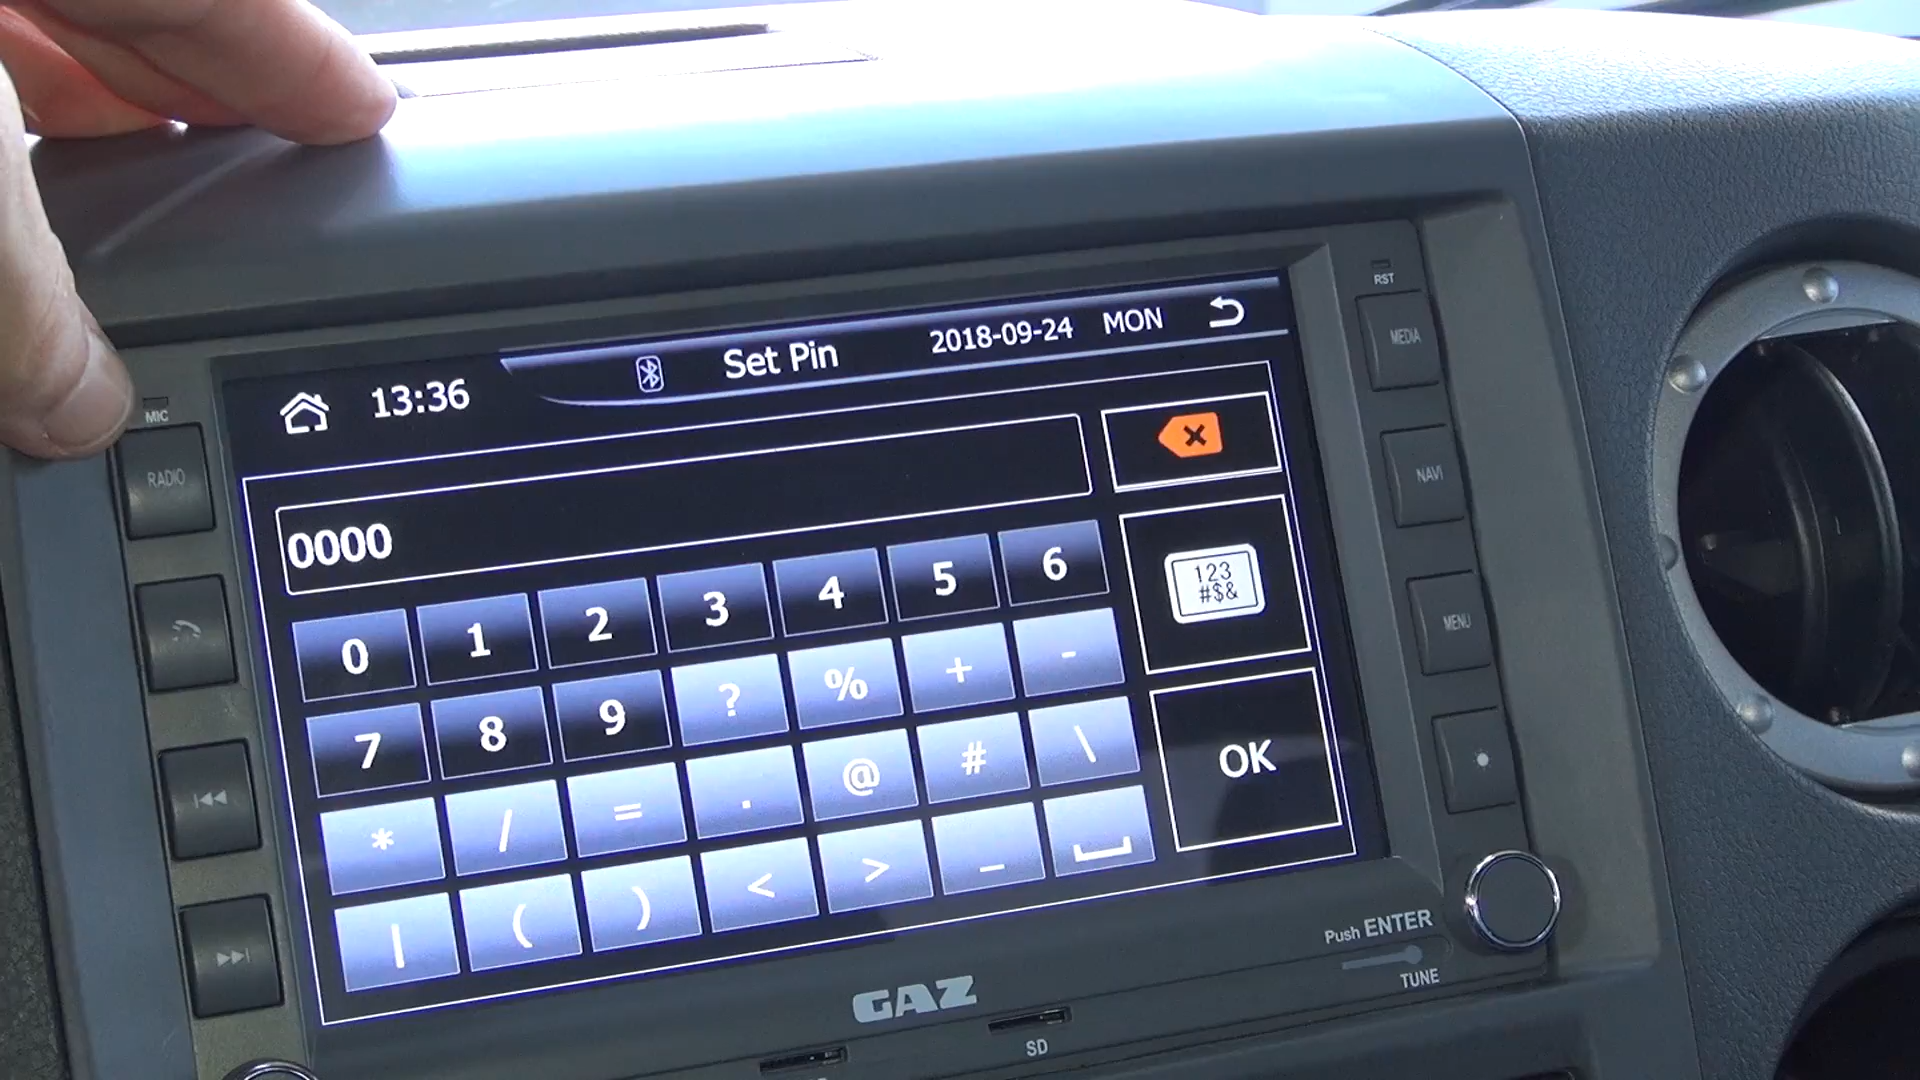 RST
MEDIA
13:36 Set Pin 2018-09-24 MON
MIC
RADIO
0000
NAVI
123
#$&
0 1 2 3 4 5 6
MENU
7 8 9 ? % + -
OK
* / = . @ # \
| ( ) < > _
Push ENTER
TUNE
GAZ
SD